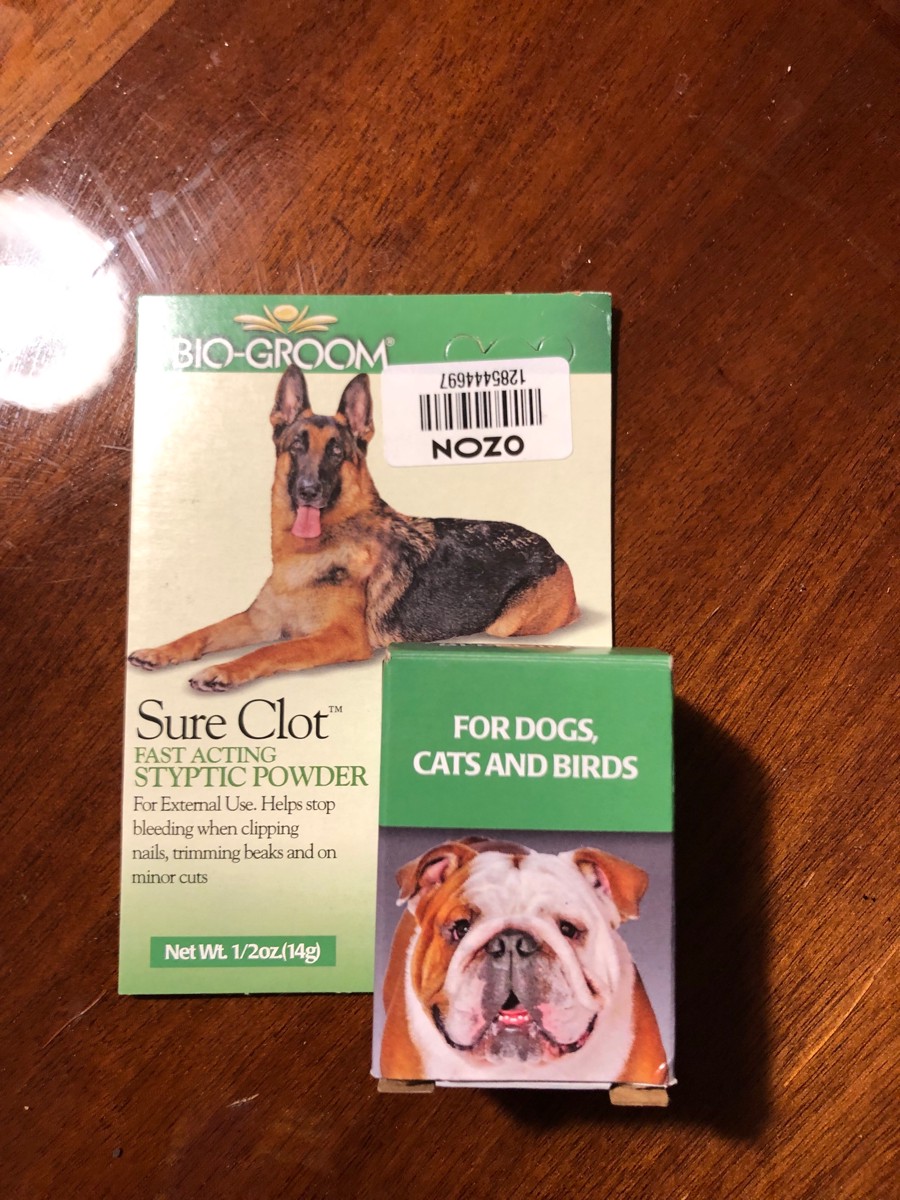 BIO-GROOM®
1285444697
OZON
Sure Clot™
FAST ACTING
STYPTIC POWDER
For External Use. Helps stop
bleeding when clipping
nails, trimming beaks and on
minor cuts
Net Wt. 1/2oz.(14g)
FOR DOGS,
CATS AND BIRDS